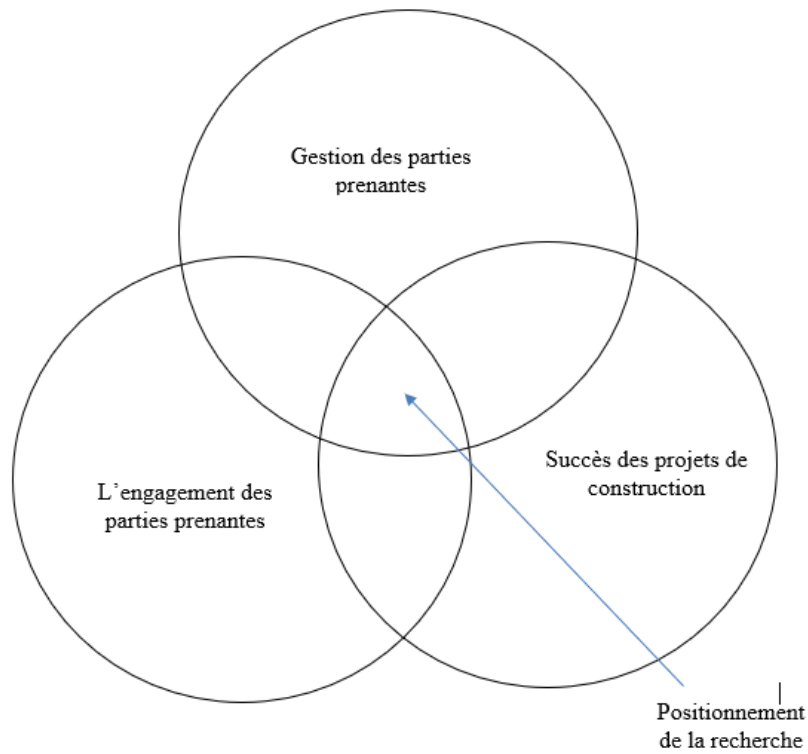 Gestion des parties
prenantes
L'engagement des
parties prenantes
Succès des projets de
construction
Positionnement
de la recherche